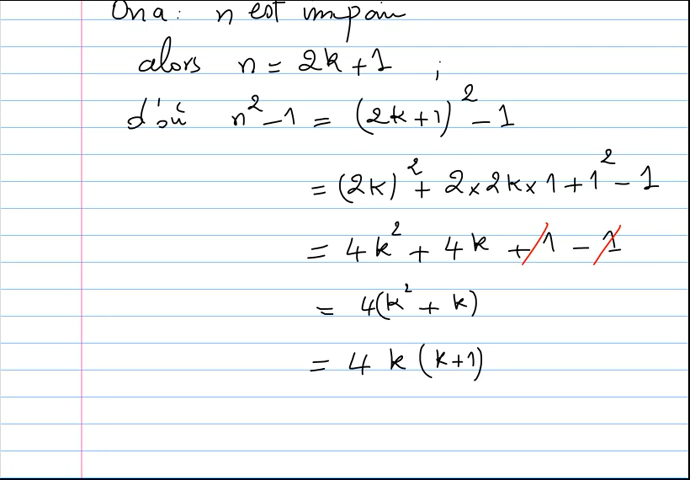 On a : n est impair
alors n = 2k + 1 ;
d'où n² - 1 = (2k + 1)² - 1
= (2k)² + 2 × 2k × 1 + 1² - 1
= 4k² + 4k + 1 - 1
= 4(k² + k)
= 4 k (k + 1)